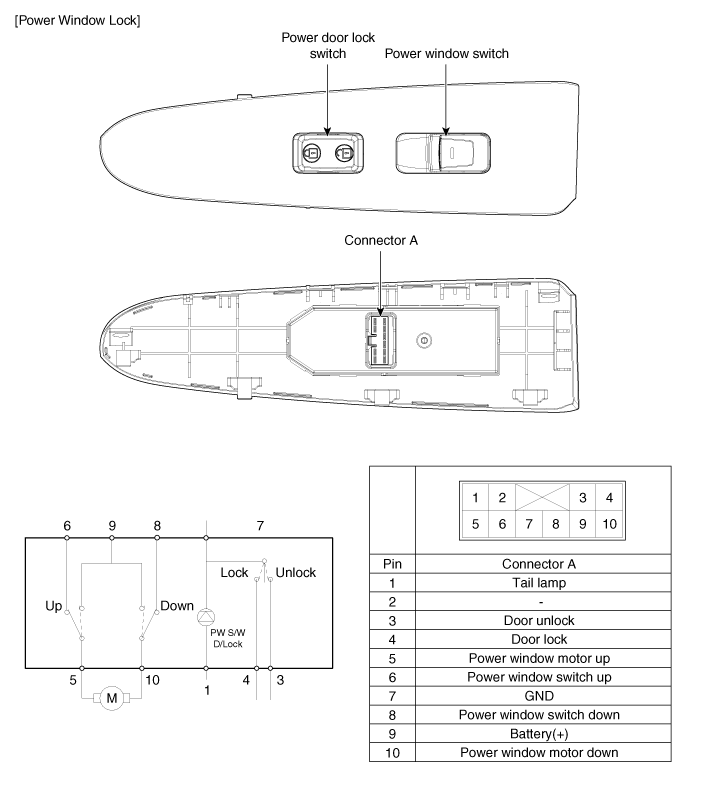 [Power Window Lock]
Power door lock
switch
Power window switch
Connector A
6 9 8 7
Lock Unlock
Up Down
PW S/W
D/Lock
5 10 1 4 3
M
1 2 3 4
5 6 7 8 9 10
Pin Connector A
1 Tail lamp
2 -
3 Door unlock
4 Door lock
5 Power window motor up
6 Power window switch up
7 GND
8 Power window switch down
9 Battery(+)
10 Power window motor down